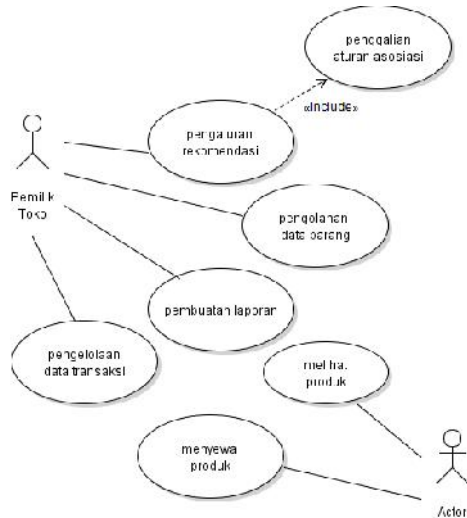 penggalian
aturan asosiasi
«Include»
pengaturan
rekomendasi
Pemilik
Toko
pengolahan
data barang
pembuatan laporan
pengelolaan
data transaksi
melihat
produk
menyewa
produk
Actor